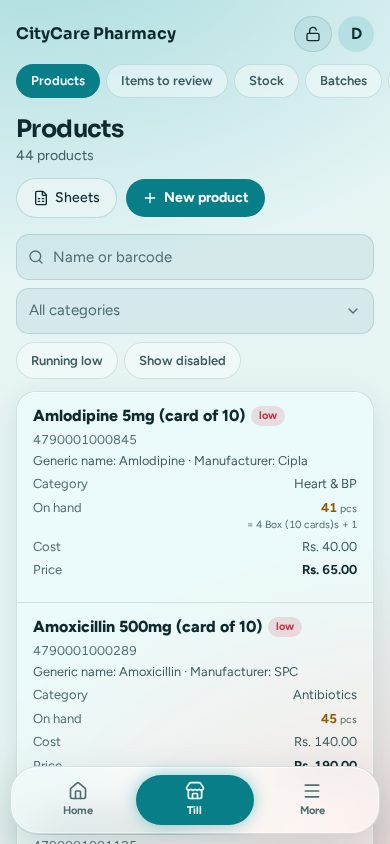 CityCare Pharmacy
D
Products
Items to review
Stock
Batches
Products
44 products
Sheets
New product
Name or barcode
All categories
Running low
Show disabled
Amlodipine 5mg (card of 10) low
4790001000845
Generic name: Amlodipine · Manufacturer: Cipla
Category Heart & BP
On hand 41 pcs
= 4 Box (10 cards)s + 1
Cost Rs. 40.00
Price Rs. 65.00
Amoxicillin 500mg (card of 10) low
4790001000289
Generic name: Amoxicillin · Manufacturer: SPC
Category Antibiotics
On hand 45 pcs
Cost Rs. 140.00
Price Rs. 190.00
Home
Till
More